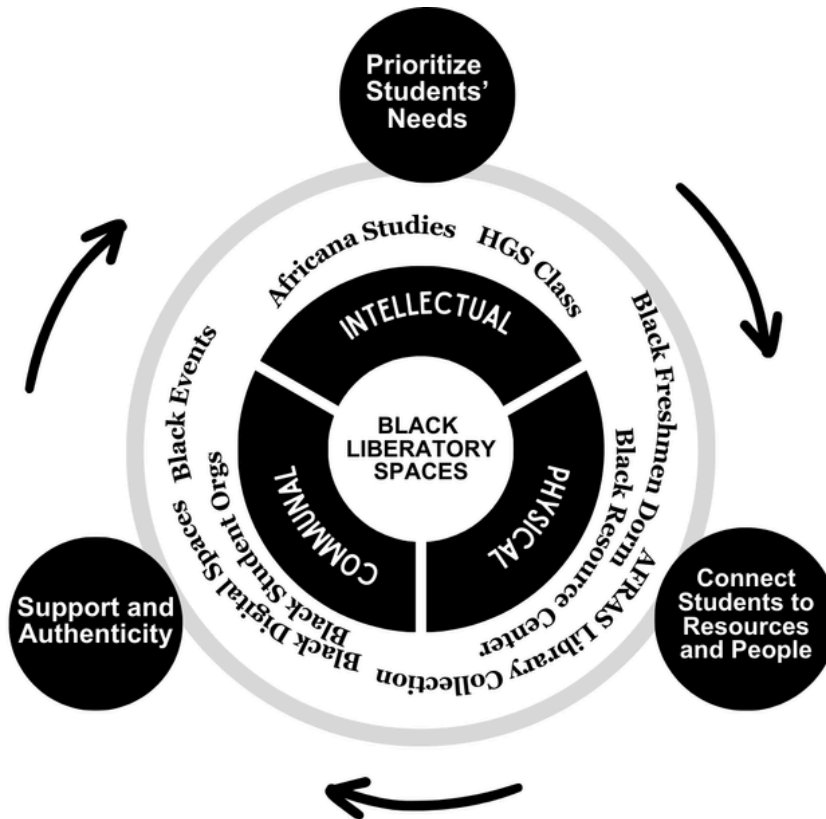 Prioritize
Students'
Needs
Africana Studies
HGS Class
Black Freshmen Dorm
Black Resource Center
AFRAS Library Collection
Black Digital Spaces
Black Student Orgs
Black Events
INTELLECTUAL
PHYSICAL
COMMUNAL
BLACK
LIBERATORY
SPACES
Connect
Students to
Resources
and People
Support and
Authenticity